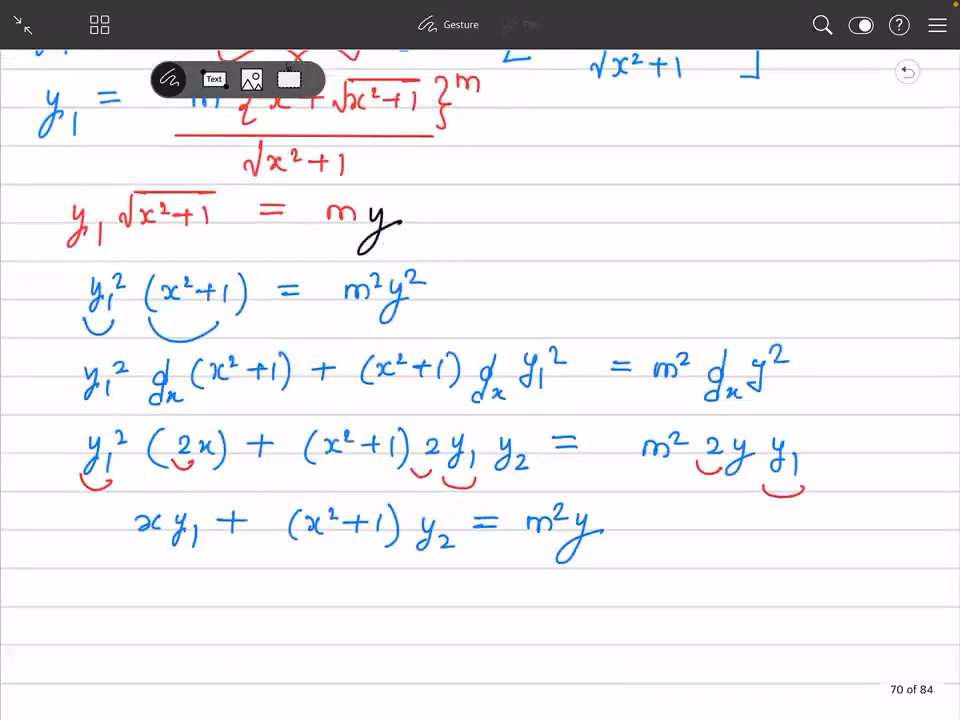 Gesture
√x²+1 ]
Text
y₁ = m {x + √x²+1}ᵐ
√x²+1
y₁ √x²+1 = my
y₁² (x²+1) = m²y²
y₁² d/dx (x²+1) + (x²+1) d/dx y₁² = m² d/dx y²
y₁² (2x) + (x²+1) 2y₁ y₂ = m² 2y y₁
xy₁ + (x²+1) y₂ = m²y
70 of 84